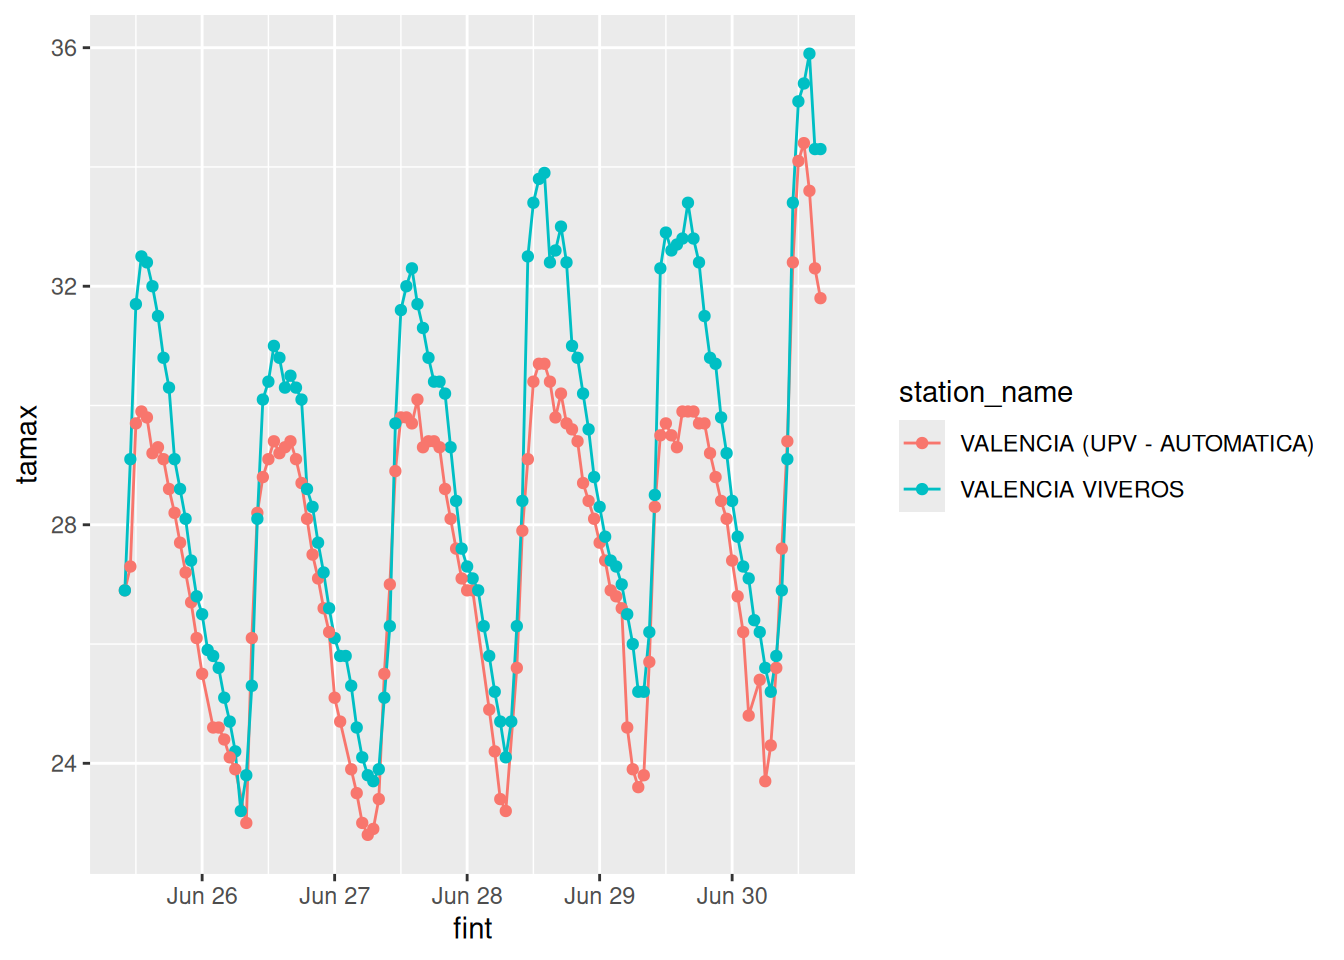 36
32
28
24
tamax
Jun 26
Jun 27
Jun 28
Jun 29
Jun 30
fint
station_name
VALENCIA (UPV - AUTOMATICA)
VALENCIA VIVEROS